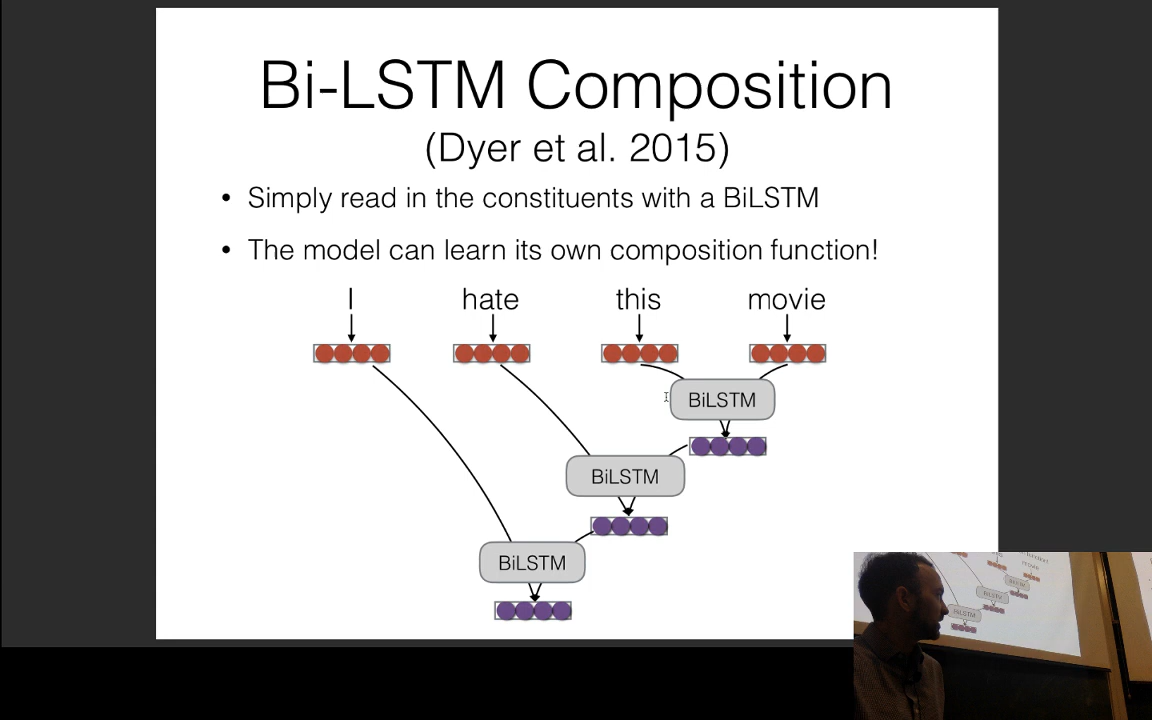 Bi-LSTM Composition
(Dyer et al. 2015)
• Simply read in the constituents with a BiLSTM
• The model can learn its own composition function!
I hate this movie
BiLSTM
BiLSTM
BiLSTM